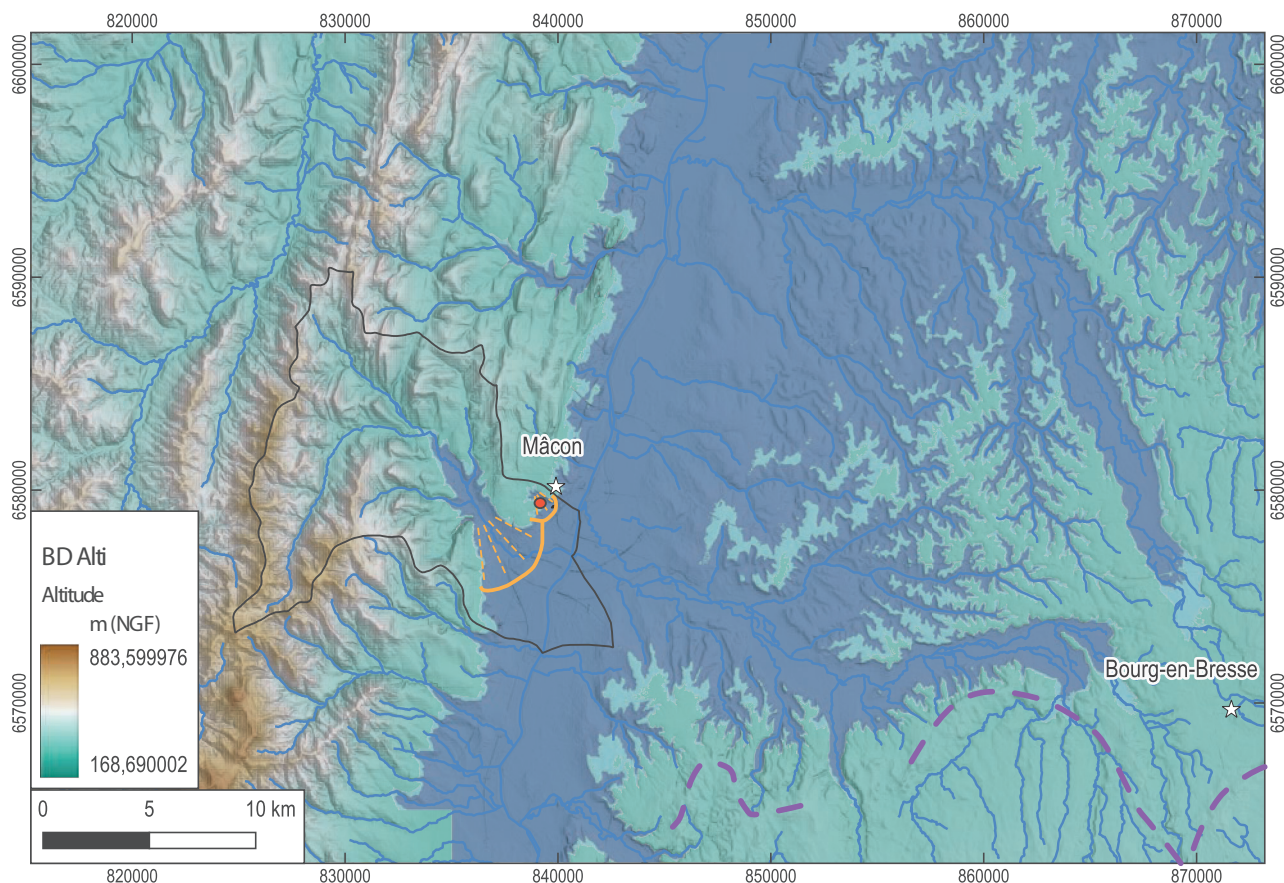 820000 830000 840000 850000 860000 870000
6600000 6600000
6590000 6590000
Mâcon
6580000 6580000
BD Alti
Altitude
m (NGF)
883,599976
168,690002
Bourg-en-Bresse
6570000 6570000
0 5 10 km
820000 830000 840000 850000 860000 870000